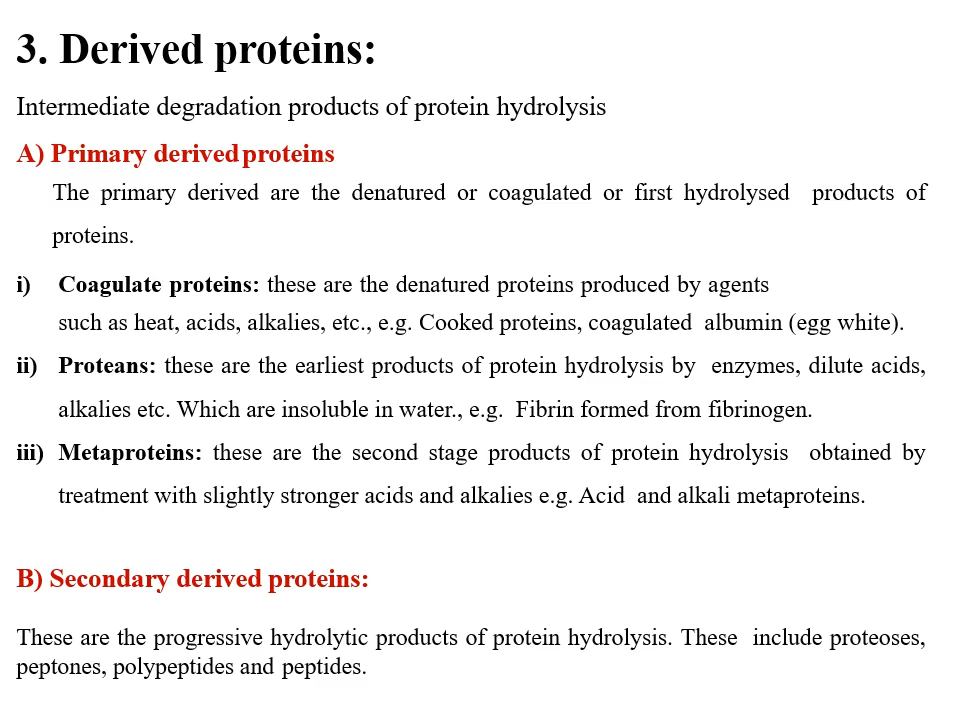 3. Derived proteins:
Intermediate degradation products of protein hydrolysis
A) Primary derived proteins
The primary derived are the denatured or coagulated or first hydrolysed products of
proteins.
i) Coagulate proteins: these are the denatured proteins produced by agents
such as heat, acids, alkalies, etc., e.g. Cooked proteins, coagulated albumin (egg white).
ii) Proteans: these are the earliest products of protein hydrolysis by enzymes, dilute acids,
alkalies etc. Which are insoluble in water., e.g. Fibrin formed from fibrinogen.
iii) Metaproteins: these are the second stage products of protein hydrolysis obtained by
treatment with slightly stronger acids and alkalies e.g. Acid and alkali metaproteins.
B) Secondary derived proteins:
These are the progressive hydrolytic products of protein hydrolysis. These include proteoses,
peptones, polypeptides and peptides.